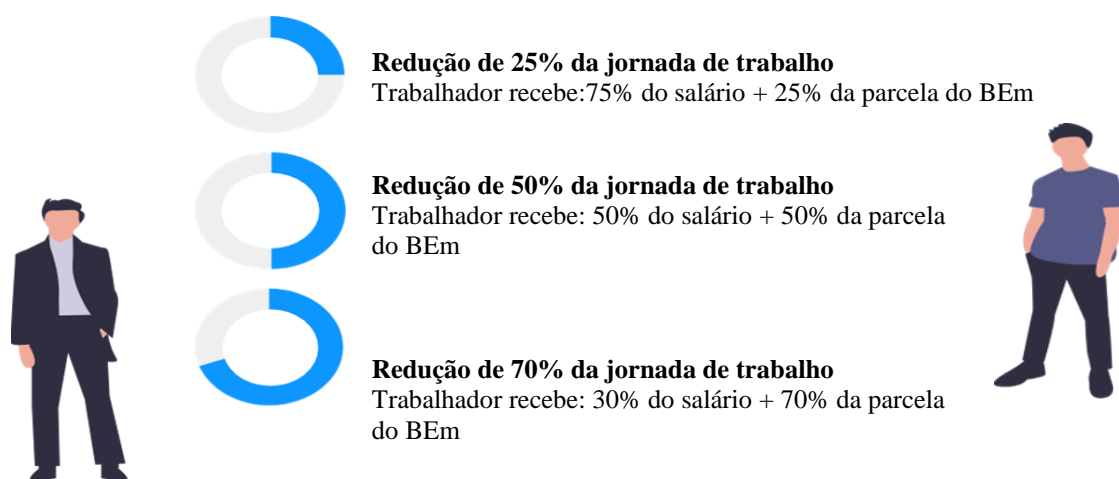 Redução de 25% da jornada de trabalho
Trabalhador recebe:75% do salário + 25% da parcela do BEm
Redução de 50% da jornada de trabalho
Trabalhador recebe: 50% do salário + 50% da parcela
do BEm
Redução de 70% da jornada de trabalho
Trabalhador recebe: 30% do salário + 70% da parcela
do BEm